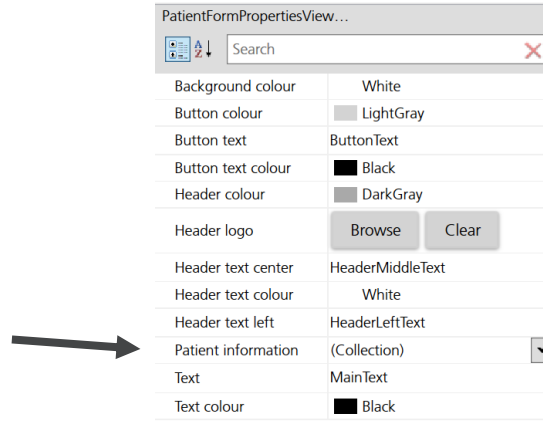 PatientFormPropertiesView...
A Z Search
Background colour White
Button colour LightGray
Button text ButtonText
Button text colour Black
Header colour DarkGray
Header logo Browse Clear
Header text center HeaderMiddleText
Header text colour White
Header text left HeaderLeftText
Patient information (Collection)
Text MainText
Text colour Black